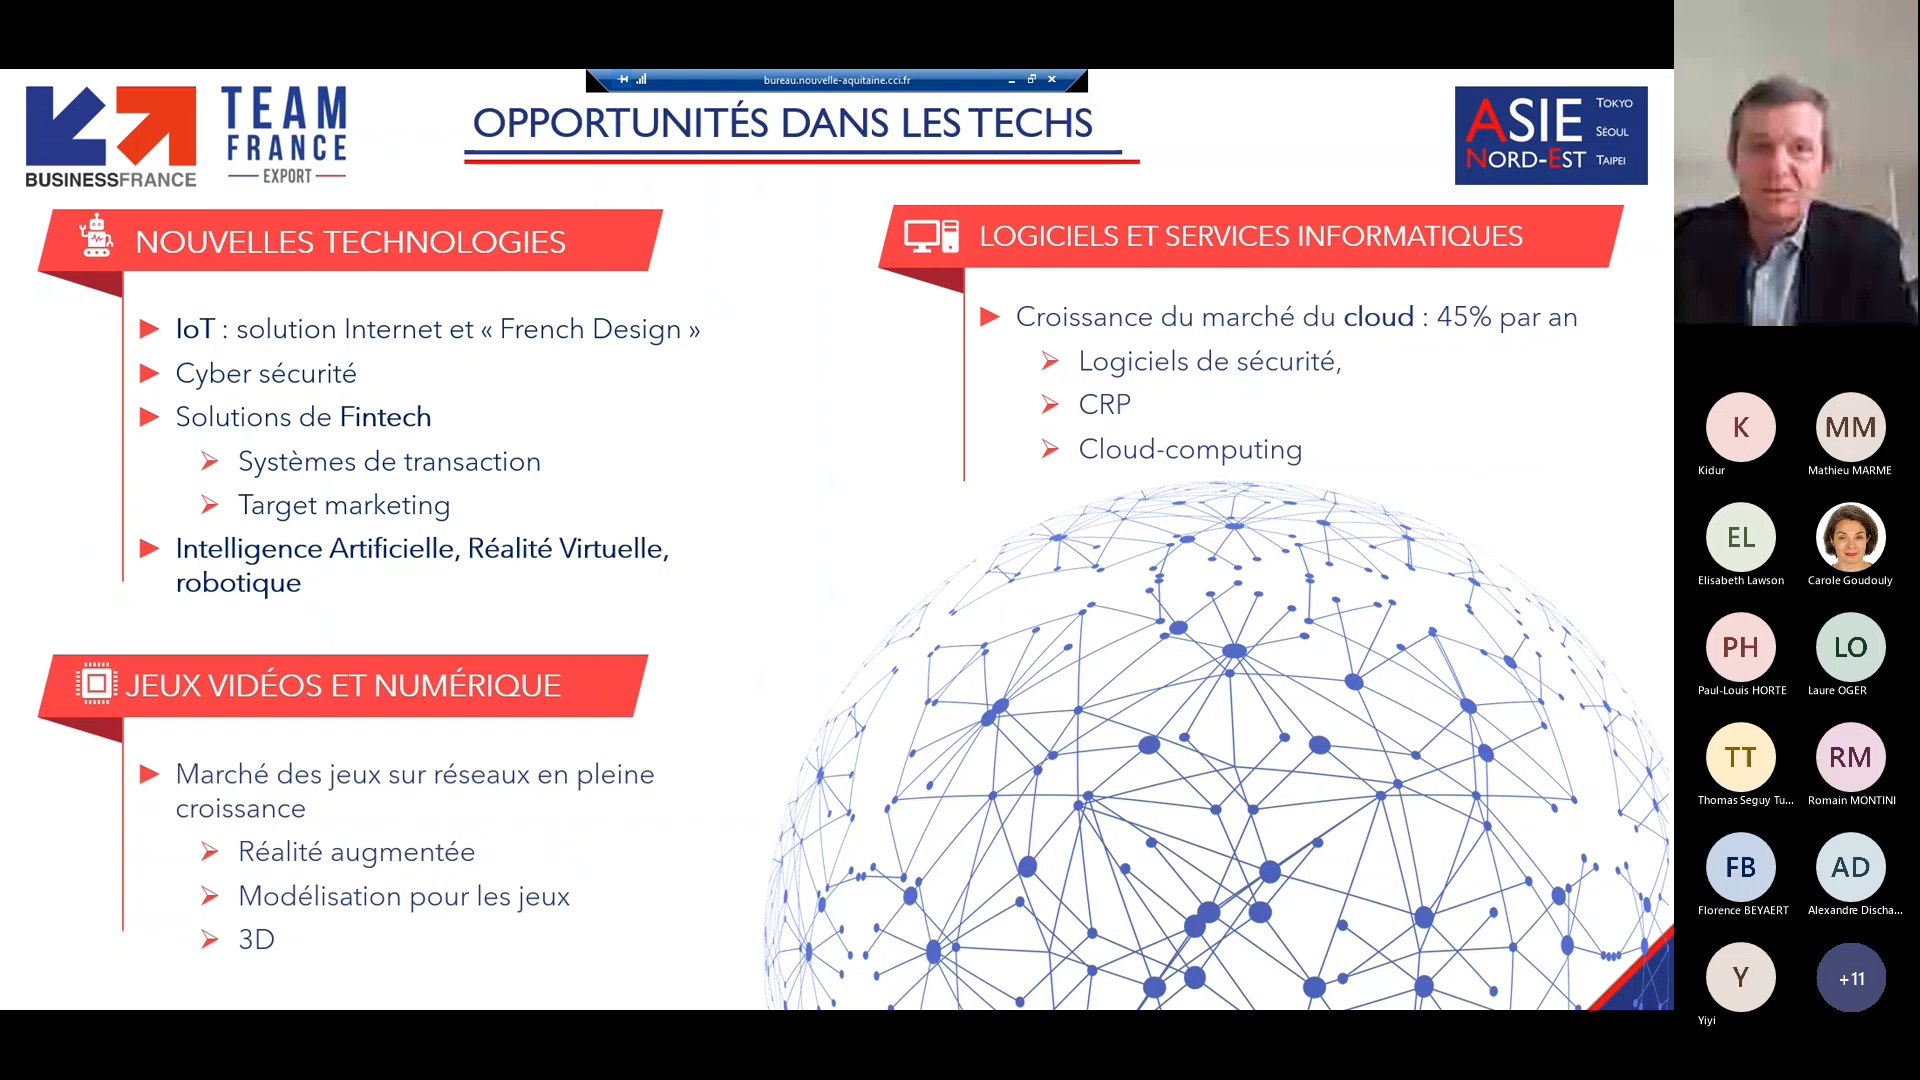 bureau.nouvelle-aquitaine.cci.fr
BUSINESSFRANCE
TEAM
FRANCE
EXPORT
OPPORTUNITÉS DANS LES TECHS
ASIE
NORD-EST
TOKYO
SÉOUL
TAIPEI
NOUVELLES TECHNOLOGIES
IoT : solution Internet et « French Design »
Cyber sécurité
Solutions de Fintech
Systèmes de transaction
Target marketing
Intelligence Artificielle, Réalité Virtuelle,
robotique
JEUX VIDÉOS ET NUMÉRIQUE
Marché des jeux sur réseaux en pleine
croissance
Réalité augmentée
Modélisation pour les jeux
3D
LOGICIELS ET SERVICES INFORMATIQUES
Croissance du marché du cloud : 45% par an
Logiciels de sécurité,
CRP
Cloud-computing
K
Kidur
MM
Mathieu MARME
EL
Elisabeth Lawson
Carole Goudouly
PH
Paul-Louis HORTE
LO
Laure OGER
TT
Thomas Seguy Tu...
RM
Romain MONTINI
FB
Florence BEYAERT
AD
Alexandre Discha...
Y
Yiyi
+11